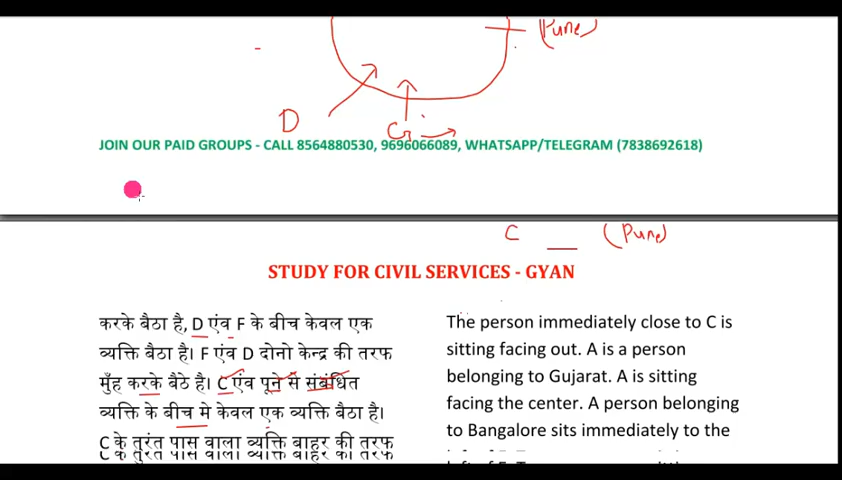 (Pune)
D
G
JOIN OUR PAID GROUPS - CALL 8564880530, 9696066089, WHATSAPP/TELEGRAM (7838692618)
C (Pune)
STUDY FOR CIVIL SERVICES - GYAN
करके बैठा है, D एंव F के बीच केवल एक
व्यक्ति बैठा है। F एंव D दोनो केन्द्र की तरफ
मुँह करके बैठे है। C एंव पूने से संबंधित
व्यक्ति के बीच मे केवल एक व्यक्ति बैठा है।
C के तुरंत पास वाला व्यक्ति बाहर की तरफ
The person immediately close to C is
sitting facing out. A is a person
belonging to Gujarat. A is sitting
facing the center. A person belonging
to Bangalore sits immediately to the